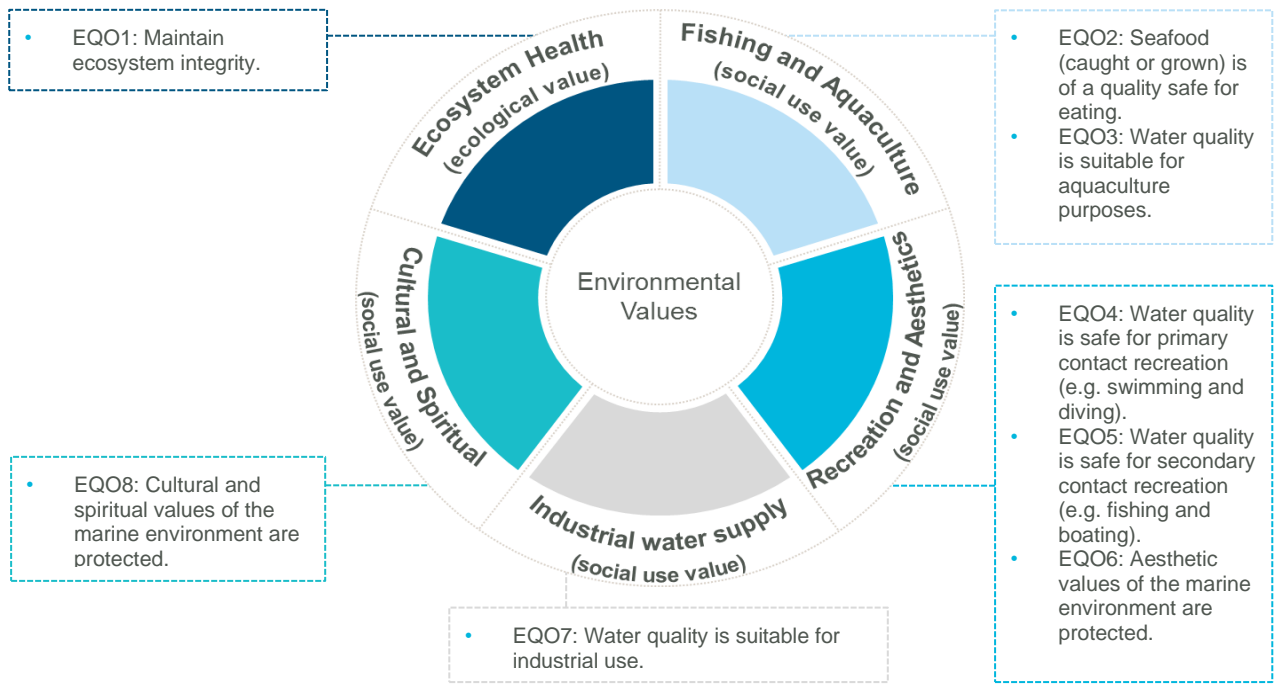 • EQO1: Maintain
ecosystem integrity.
Ecosystem Health
(ecological value)
Fishing and Aquaculture
(social use value)
• EQO2: Seafood
(caught or grown) is
of a quality safe for
eating.
• EQO3: Water quality
is suitable for
aquaculture
purposes.
Environmental
Values
Cultural and Spiritual
(social use value)
Recreation and Aesthetics
(social use value)
• EQO4: Water quality
is safe for primary
contact recreation
(e.g. swimming and
diving).
• EQO5: Water quality
is safe for secondary
contact recreation
(e.g. fishing and
boating).
• EQO6: Aesthetic
values of the marine
environment are
protected.
• EQO8: Cultural and
spiritual values of the
marine environment are
protected.
Industrial water supply
(social use value)
• EQO7: Water quality is suitable for
industrial use.